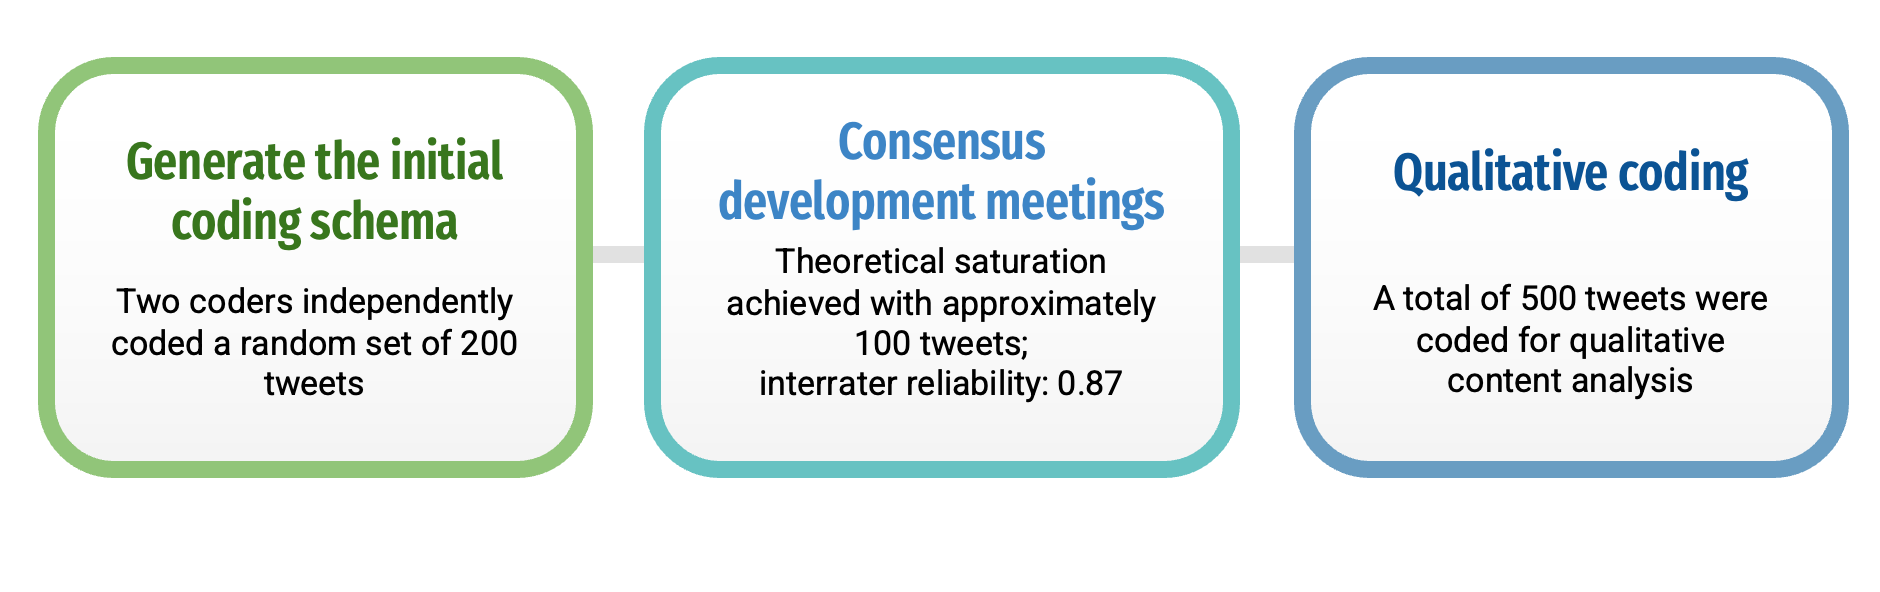 Generate the initial
coding schema
Two coders independently
coded a random set of 200
tweets
Consensus
development meetings
Theoretical saturation
achieved with approximately
100 tweets;
interrater reliability: 0.87
Qualitative coding
A total of 500 tweets were
coded for qualitative
content analysis